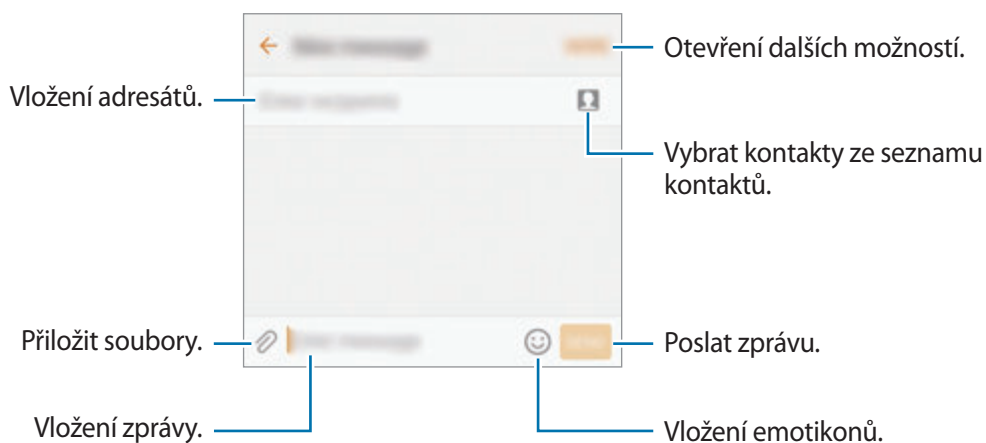 Otevření dalších možností.
Vložení adresátů.
Vybrat kontakty ze seznamu
kontaktů.
Přiložit soubory.
Poslat zprávu.
Vložení zprávy.
Vložení emotikonů.